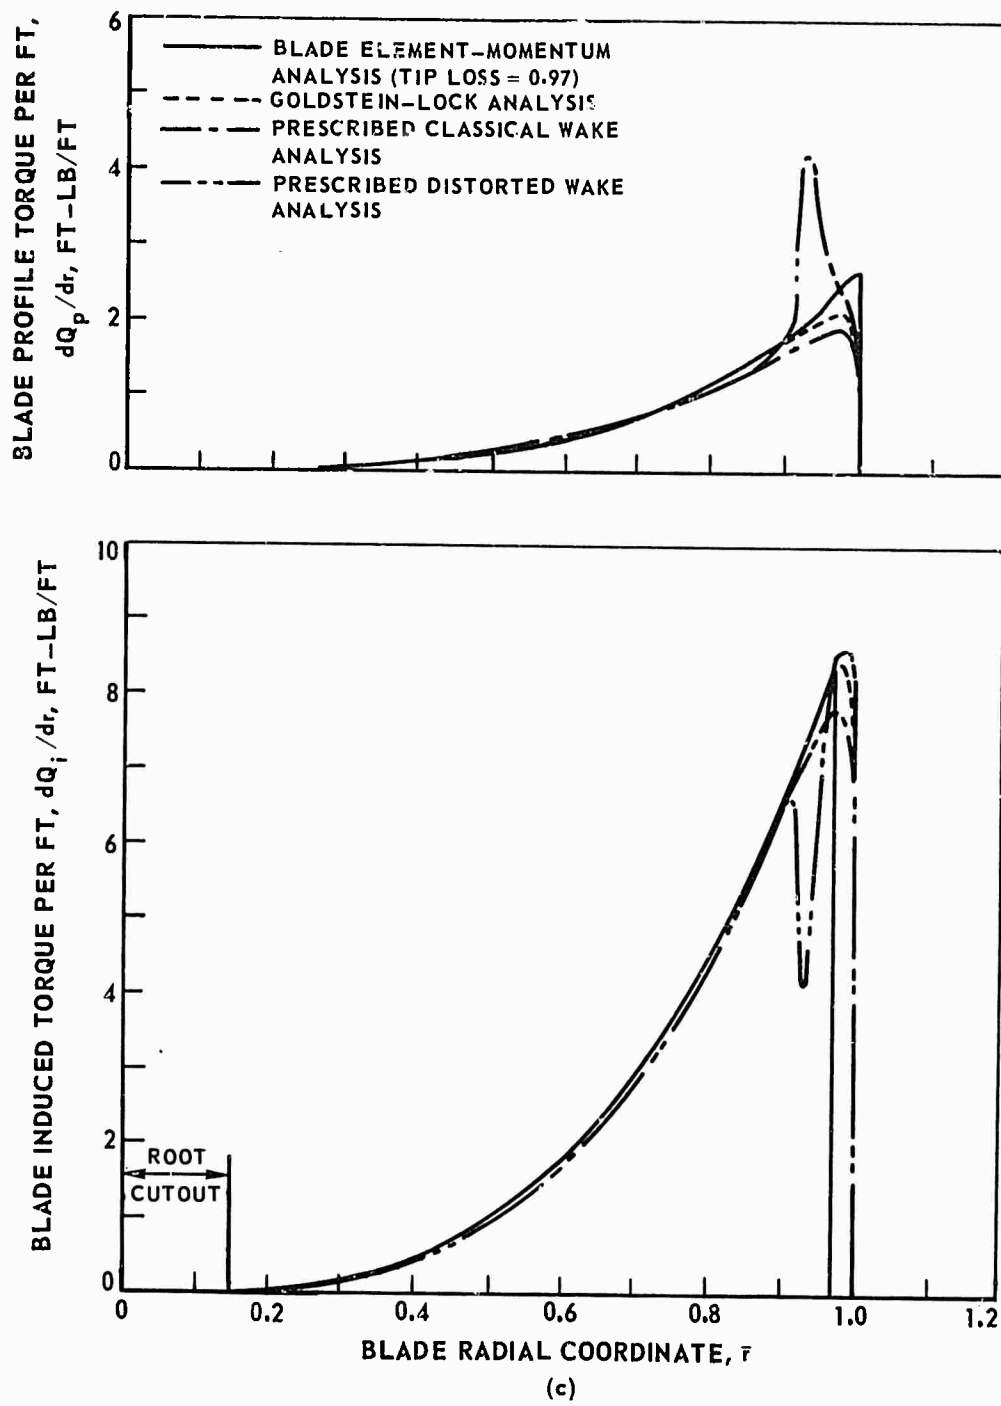 BLADE PROFILE TORQUE PER FT,
dQp/dr, FT–LB/FT
6
4
2
0
BLADE ELEMENT–MOMENTUM
ANALYSIS (TIP LOSS = 0.97)
GOLDSTEIN–LOCK ANALYSIS
PRESCRIBED CLASSICAL WAKE
ANALYSIS
PRESCRIBED DISTORTED WAKE
ANALYSIS
BLADE INDUCED TORQUE PER FT, dQi/dr, FT–LB/FT
10
8
6
4
2
0
ROOT
CUTOUT
0 0.2 0.4 0.6 0.8 1.0 1.2
BLADE RADIAL COORDINATE, r̄
(c)